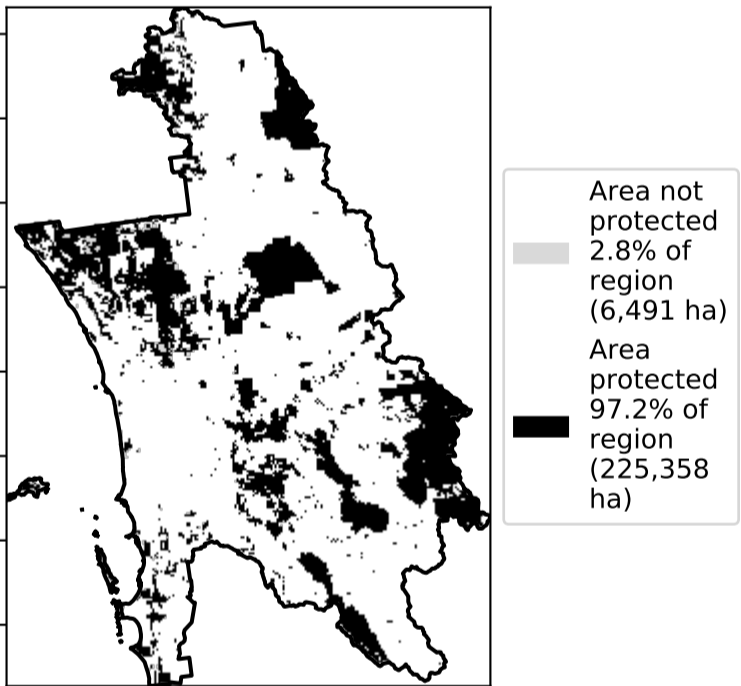 Area not
protected
2.8% of
region
(6,491 ha)
Area
protected
97.2% of
region
(225,358
ha)